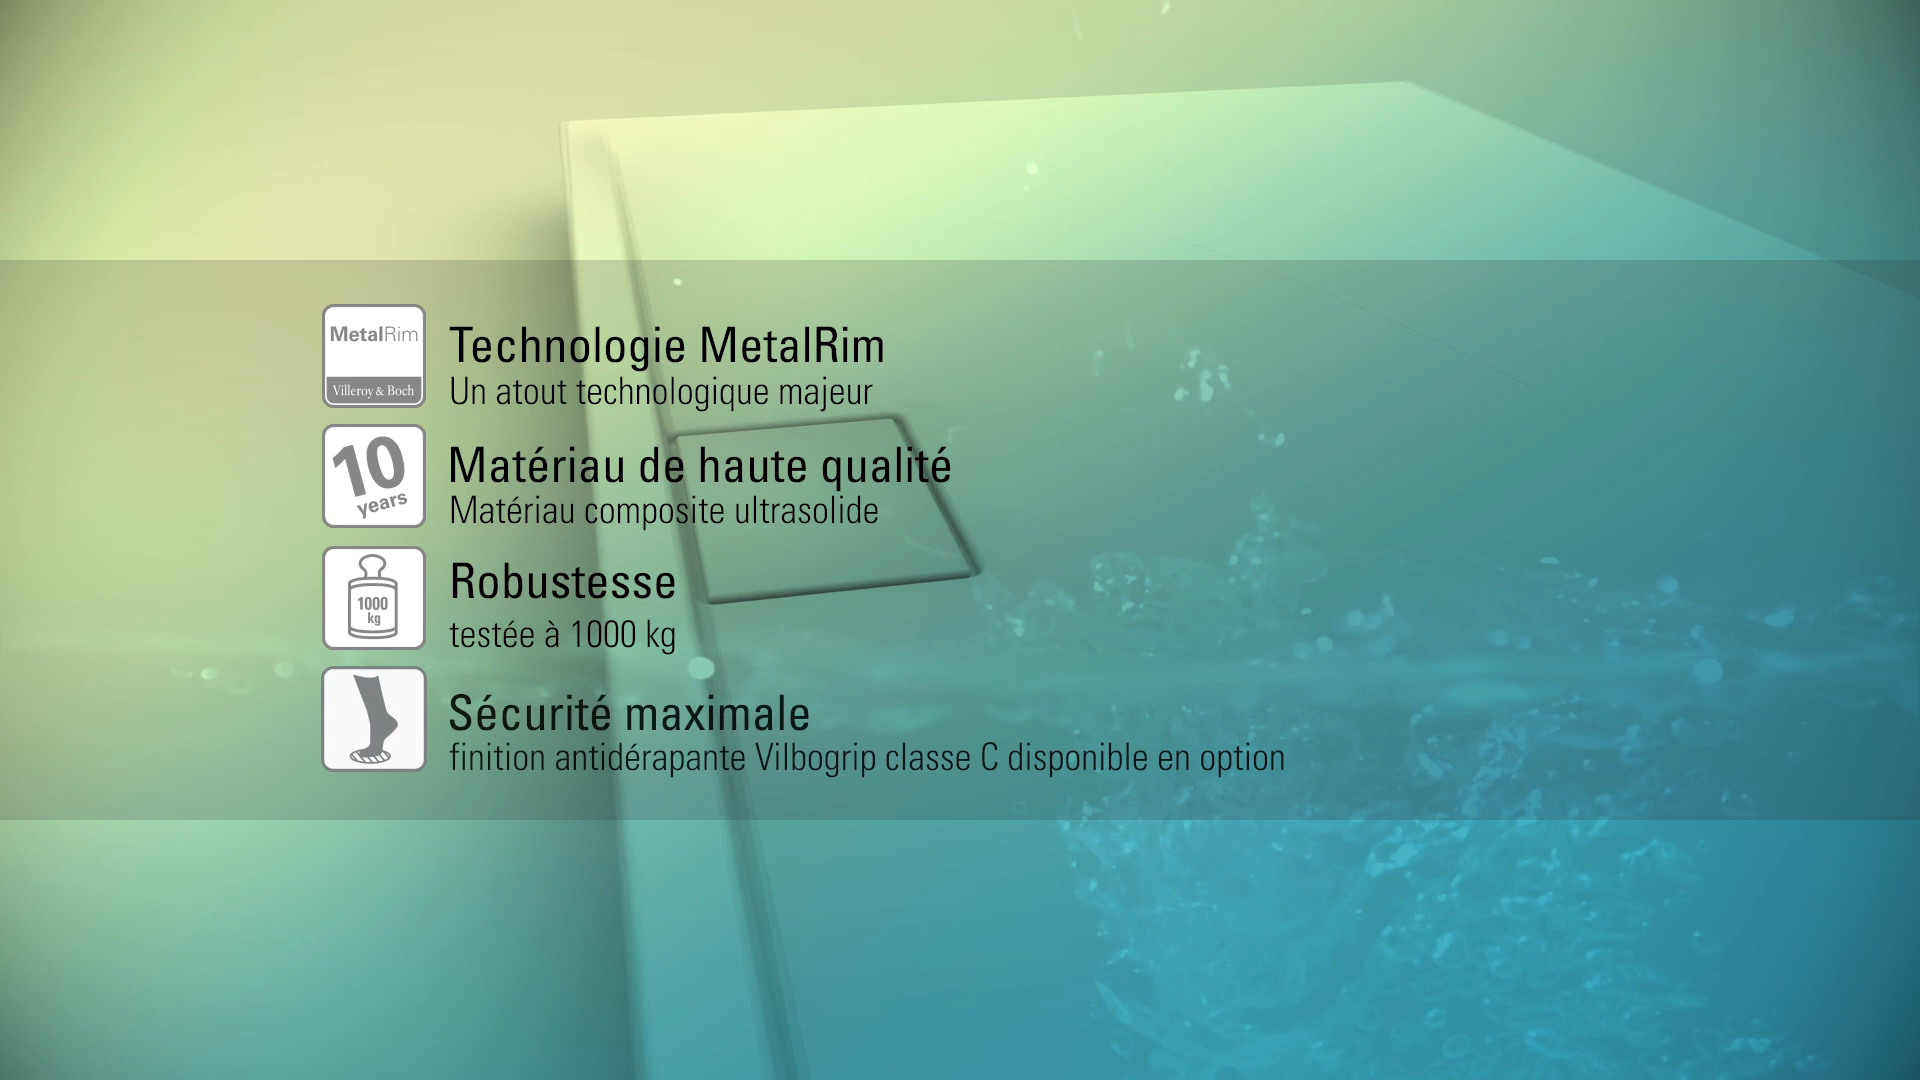 MetalRim
Villeroy & Boch
Technologie MetalRim
Un atout technologique majeur
10
years
Matériau de haute qualité
Matériau composite ultrasolide
1000
kg
Robustesse
testée à 1000 kg
Sécurité maximale
finition antidérapante Vilbogrip classe C disponible en option